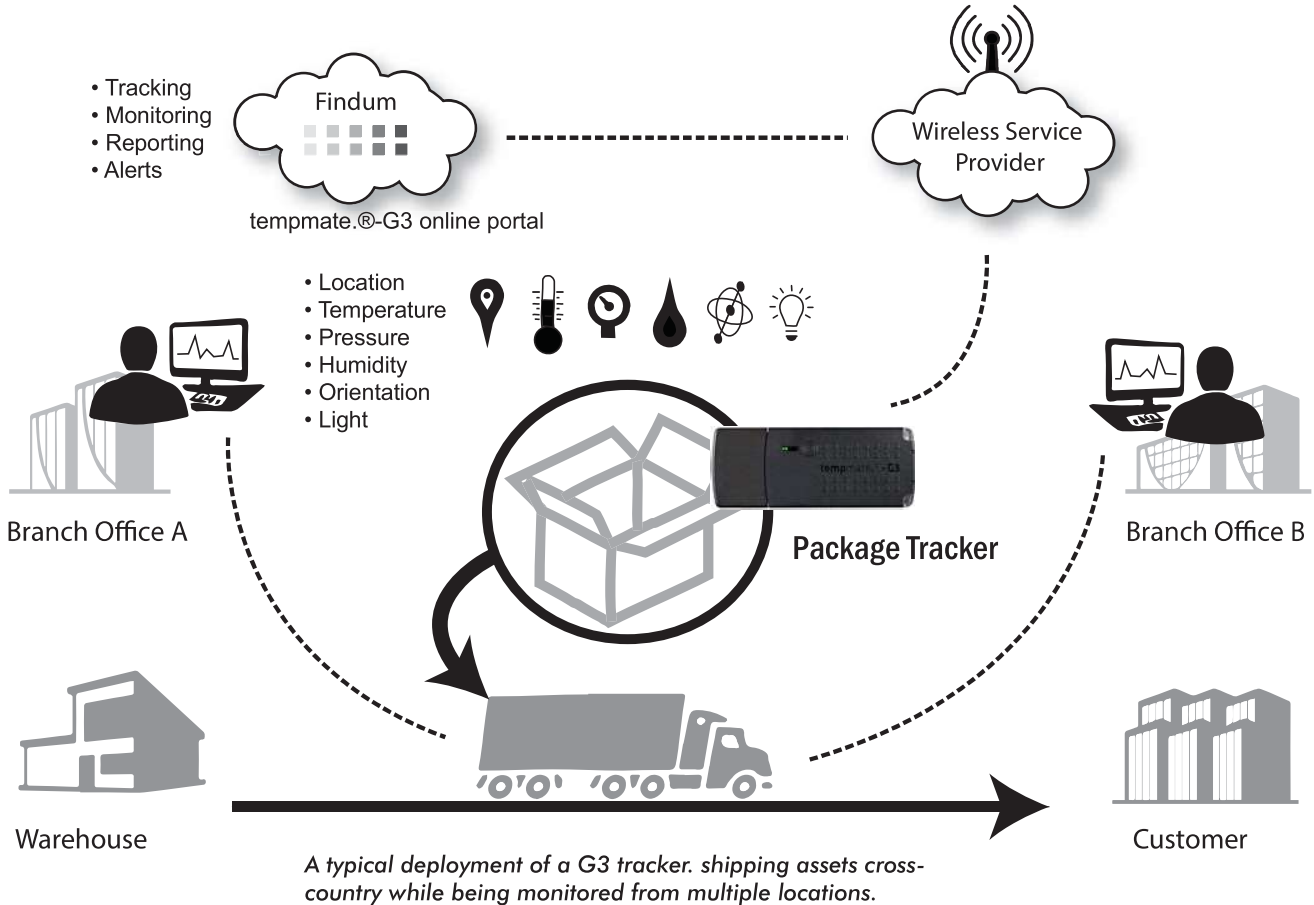 • Tracking
• Monitoring
• Reporting
• Alerts
Findum
tempmate.®-G3 online portal
Wireless Service
Provider
• Location
• Temperature
• Pressure
• Humidity
• Orientation
• Light
tempmate.®-G3
Package Tracker
Branch Office A
Branch Office B
Warehouse
Customer
A typical deployment of a G3 tracker. shipping assets cross-
country while being monitored from multiple locations.